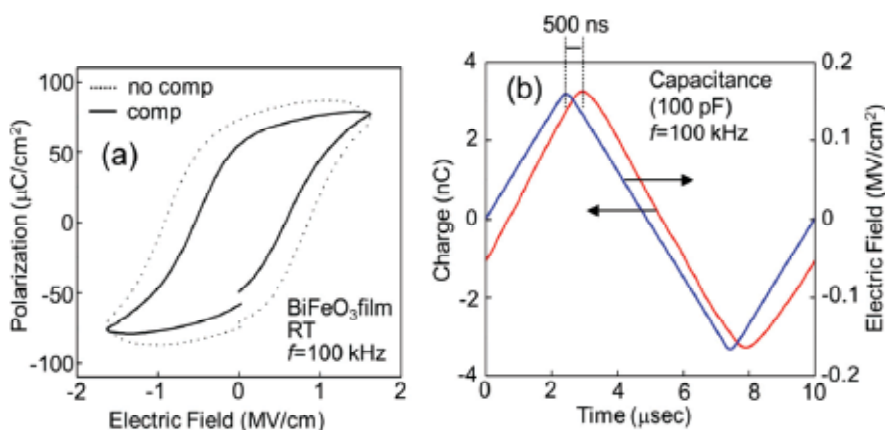 100
50
0
-50
-100
-2
-1
0
1
2
Polarization (μC/cm²)
Electric Field (MV/cm)
no comp
comp
(a)
BiFeO₃film
RT
f=100 kHz
500 ns
4
2
0
-2
-4
0
2
4
6
8
10
0.2
0.1
0
-0.1
-0.2
Charge (nC)
Time (μsec)
Electric Field (MV/cm²)
(b)
Capacitance
(100 pF)
f=100 kHz